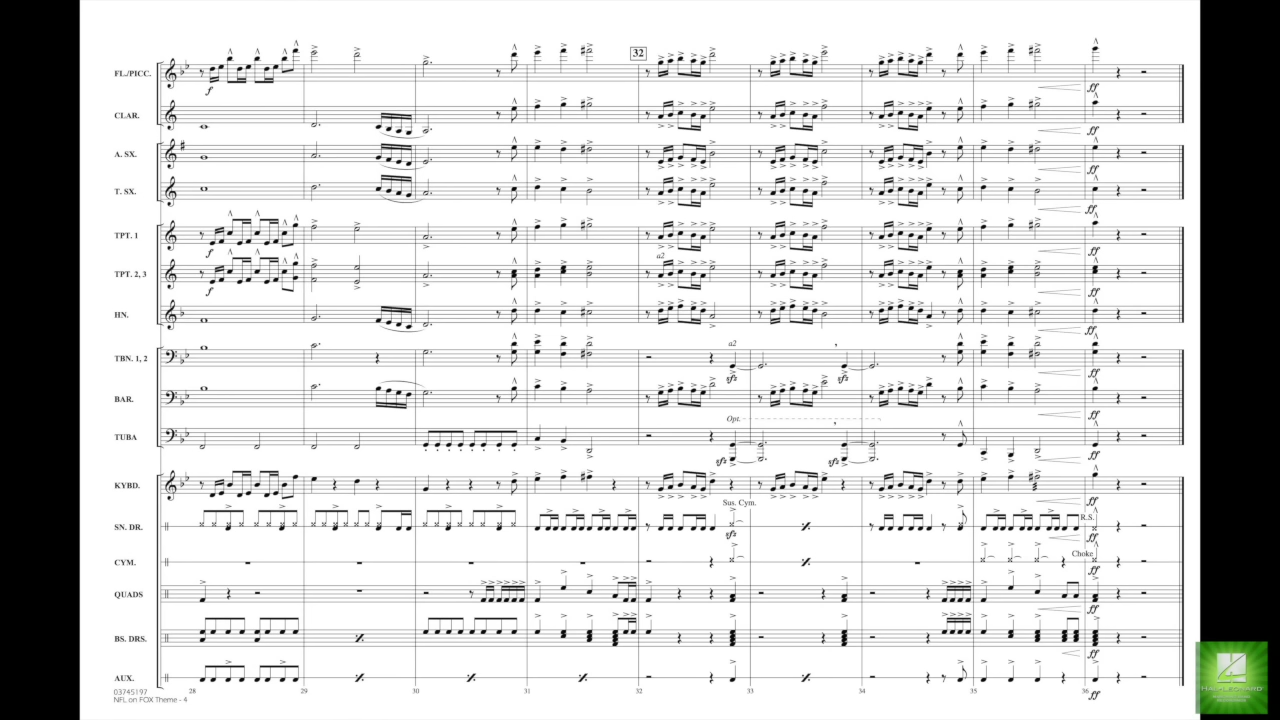 32
FL./PICC.
f
ff
CLAR.
ff
A. SX.
ff
T. SX.
ff
TPT. 1
f
ff
a2
TPT. 2, 3
f
ff
HN.
ff
a2
TBN. 1, 2
sfz
sfz
ff
BAR.
ff
Opt.
TUBA
sfz
sfz
ff
KYBD.
ff
Sus. Cym.
R.S.
SN. DR.
sfz
ff
Choke
CYM.
ff
QUADS
ff
BS. DRS.
ff
AUX.
ff
28 29 30 31 32 33 34 35 36
03745197
NFL on FOX Theme - 4
HAL•LEONARD